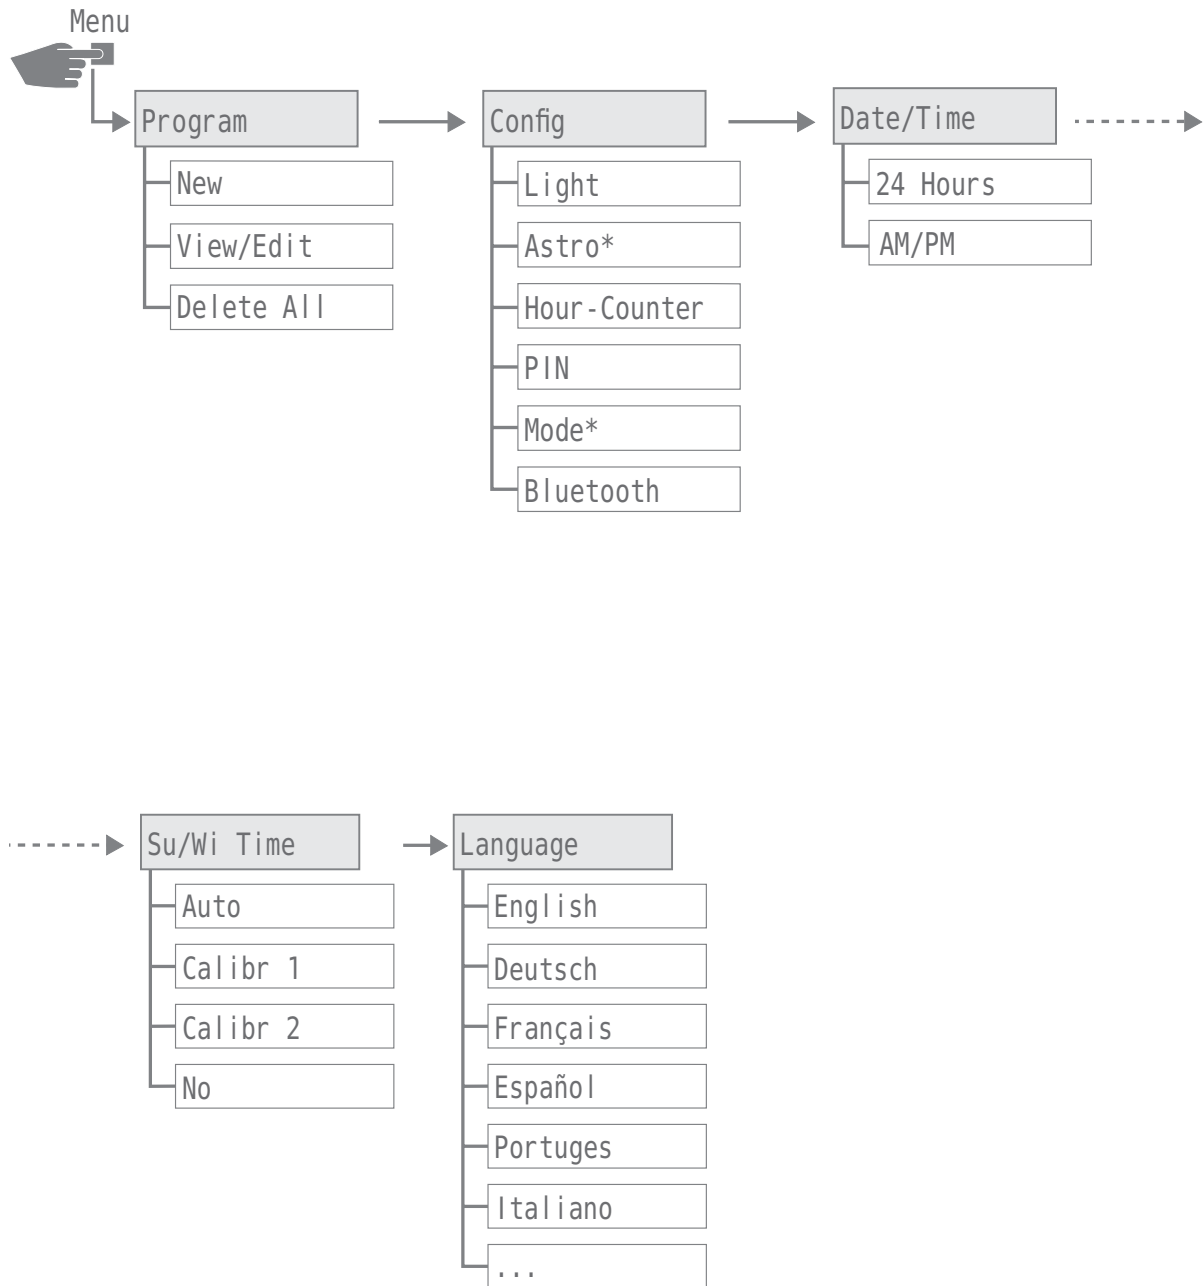 Menu
Program
New
View/Edit
Delete All
Config
Light
Astro*
Hour-Counter
PIN
Mode*
Bluetooth
Date/Time
24 Hours
AM/PM
Su/Wi Time
Auto
Calibr 1
Calibr 2
No
Language
English
Deutsch
Français
Español
Portuges
Italiano
...